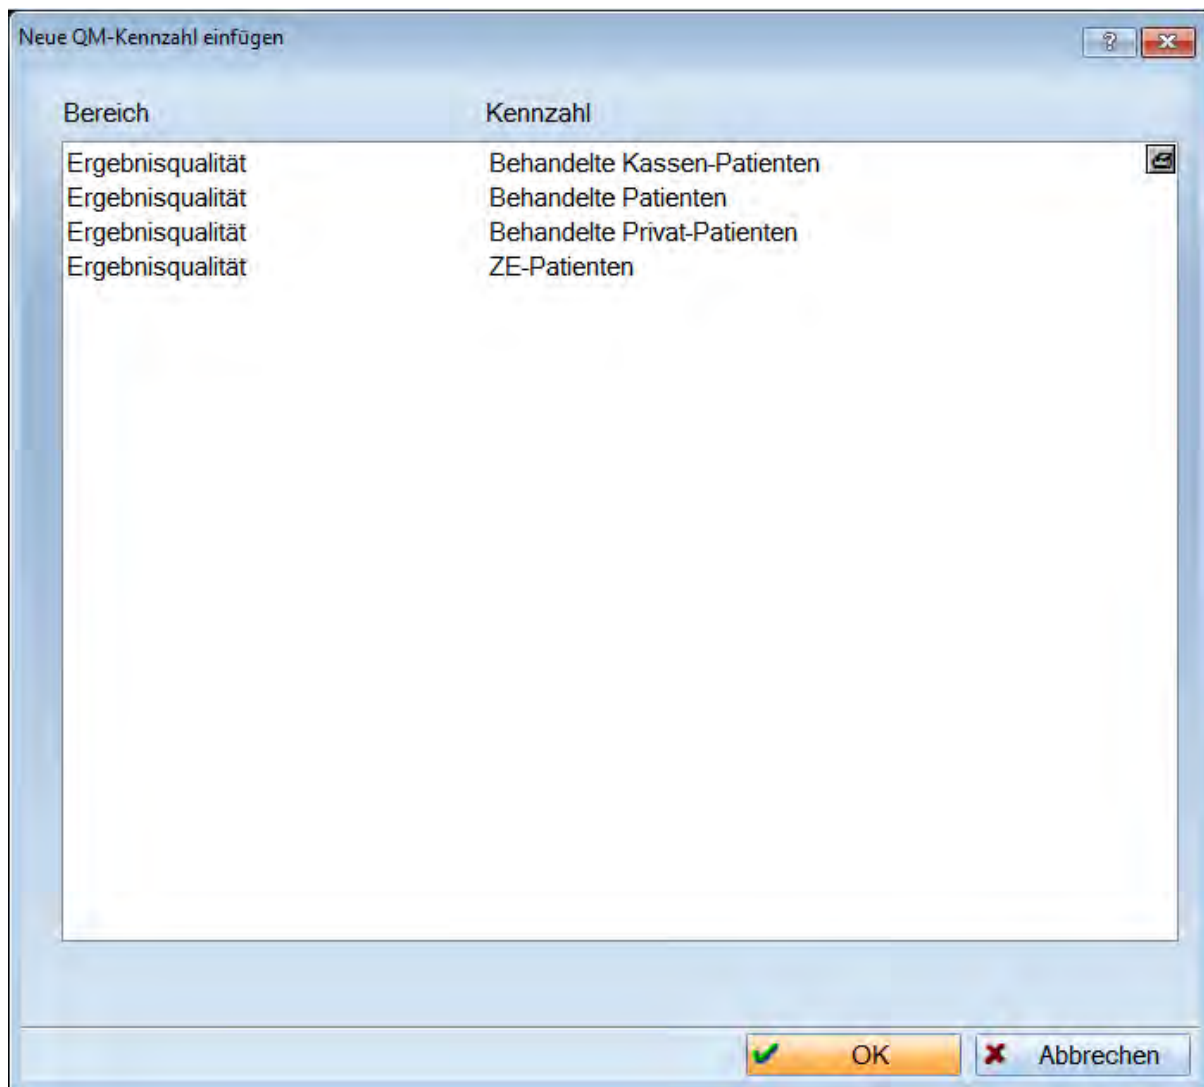 Neue QM-Kennzahl einfügen
Bereich Kennzahl
Ergebnisqualität Behandelte Kassen-Patienten
Ergebnisqualität Behandelte Patienten
Ergebnisqualität Behandelte Privat-Patienten
Ergebnisqualität ZE-Patienten
OK Abbrechen